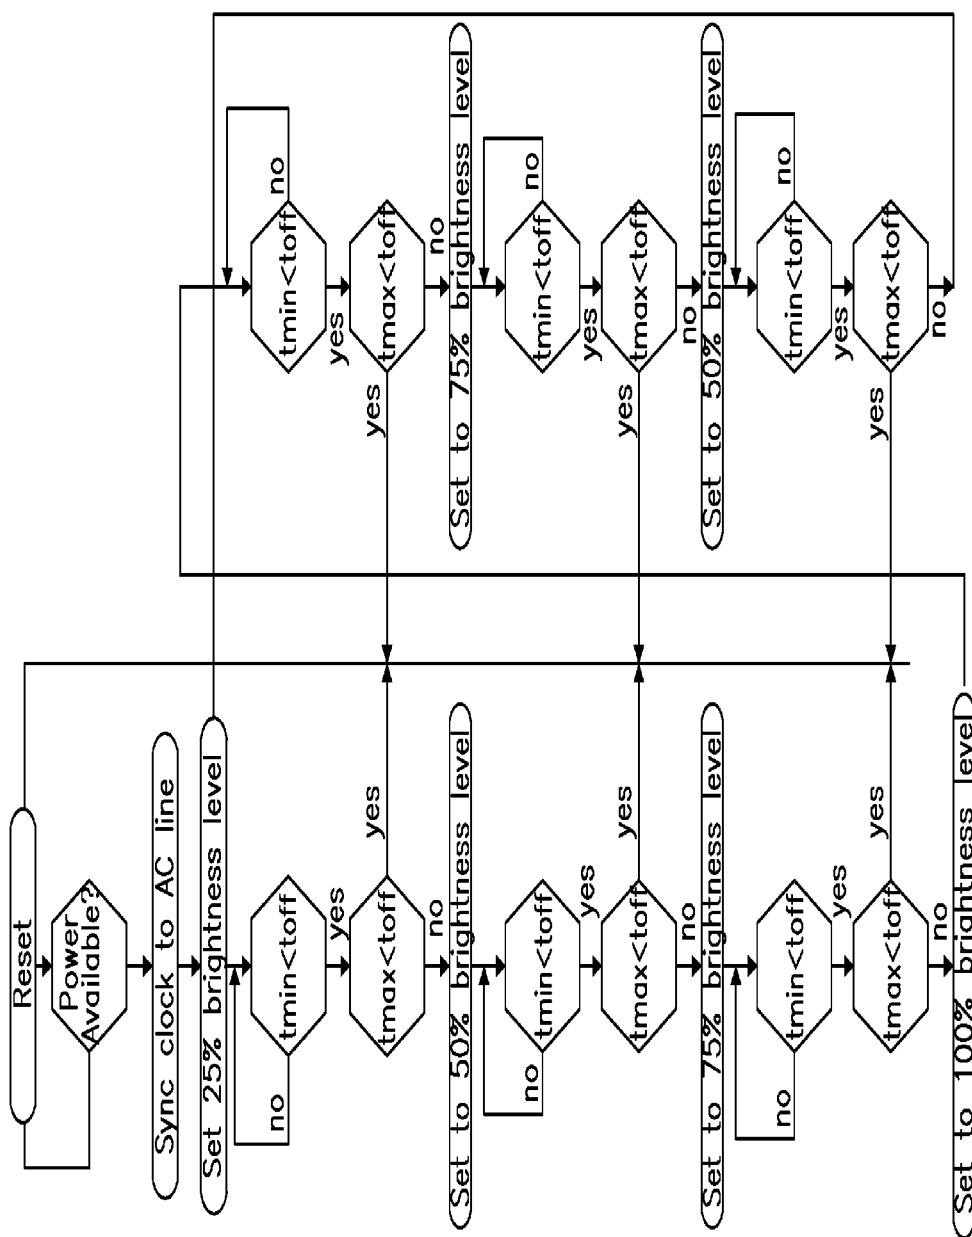 Reset
Power
Available?
Sync clock to AC line
Set 25% brightness level
tmin<toff
no
yes
tmax<toff
yes
no
Set to 50% brightness level
tmin<toff
no
yes
tmax<toff
yes
no
Set to 75% brightness level
tmin<toff
no
yes
tmax<toff
yes
no
Set to 100% brightness level
tmin<toff
no
yes
tmax<toff
yes
no
Set to 75% brightness level
tmin<toff
no
yes
tmax<toff
yes
no
Set to 50% brightness level
tmin<toff
no
yes
tmax<toff
yes
no